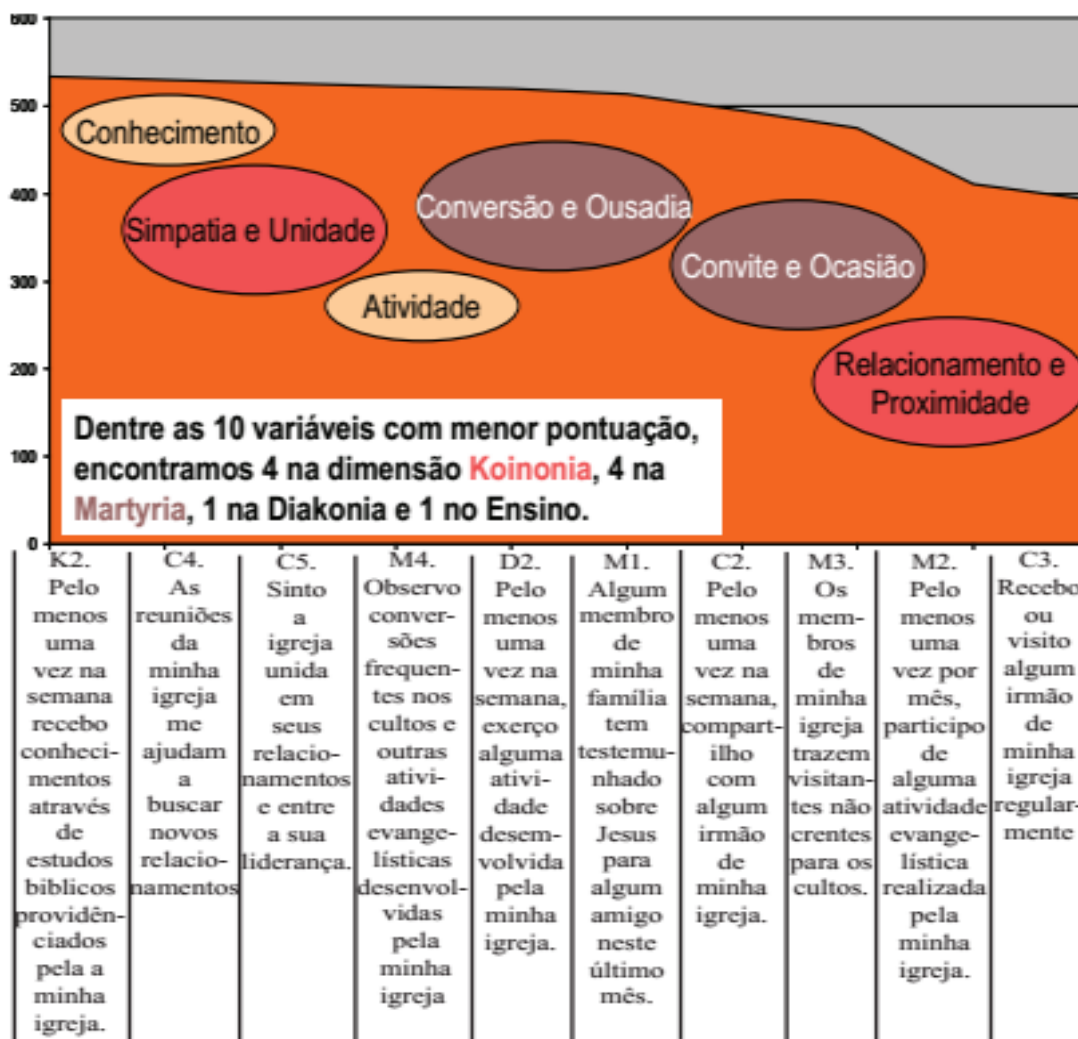 600
500
400
300
200
100
0
Conhecimento
Simpatia e Unidade
Conversão e Ousadia
Atividade
Convite e Ocasião
Relacionamento e
Proximidade
Dentre as 10 variáveis com menor pontuação,
encontramos 4 na dimensão Koinonia, 4 na
Martyria, 1 na Diakonia e 1 no Ensino.
K2.
Pelo
menos
uma
vez na
semana
recebo
conheci-
mentos
através
de
estudos
bíblicos
providên-
ciados
pela a
minha
igreja.
C4.
As
reuniões
da
minha
igreja
me
ajudam
a
buscar
novos
relacio-
namentos
C5.
Sinto
a
igreja
unida
em
seus
relacio-
namentos
e entre
a sua
liderança.
M4.
Observo
conver-
sões
frequen-
tes nos
cultos e
outras
ativi-
dades
evange-
lísticas
desenvol-
vidas
pela
minha
igreja
D2.
Pelo
menos
uma
vez na
semana,
exerço
alguma
ativi-
dade
desem-
volvida
pela
minha
igreja.
M1.
Algum
membro
de
minha
família
tem
testemu-
nhado
sobre
Jesus
para
algum
amigo
neste
último
mês.
C2.
Pelo
menos
uma
vez na
semana,
compart-
ilho
com
algum
irmão
de
minha
igreja.
M3.
Os
mem-
bros
de
minha
igreja
trazem
visitan-
tes não
crentes
para os
cultos.
M2.
Pelo
menos
uma
vez por
mês,
participo
de
alguma
atividade
evange-
lística
realizada
pela
minha
igreja.
C3.
Recebo
ou
visito
algum
irmão
de
minha
igreja
regular-
mente